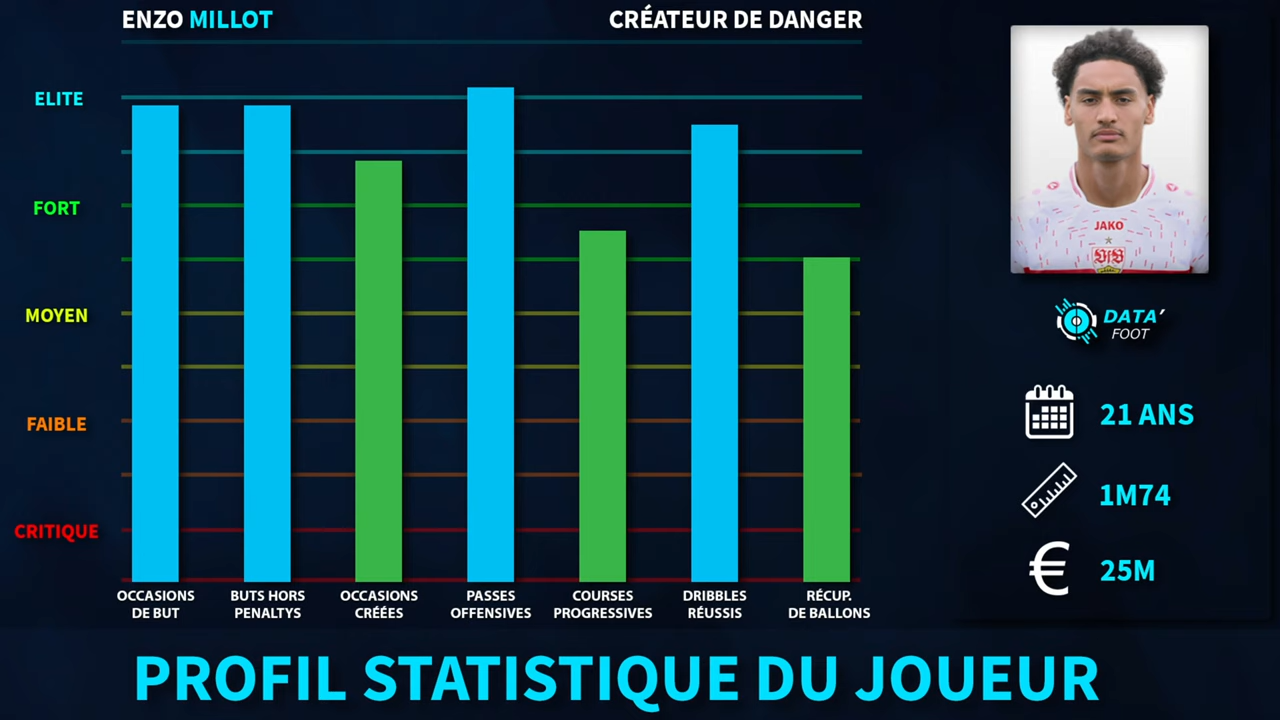 ENZO MILLOT
CRÉATEUR DE DANGER
ELITE
FORT
MOYEN
FAIBLE
CRITIQUE
OCCASIONS
DE BUT
BUTS HORS
PENALTYS
OCCASIONS
CRÉÉES
PASSES
OFFENSIVES
COURSES
PROGRESSIVES
DRIBBLES
RÉUSSIS
RÉCUP.
DE BALLONS
JAKO
VfB
DATA'
FOOT
21 ANS
1M74
€ 25M
PROFIL STATISTIQUE DU JOUEUR